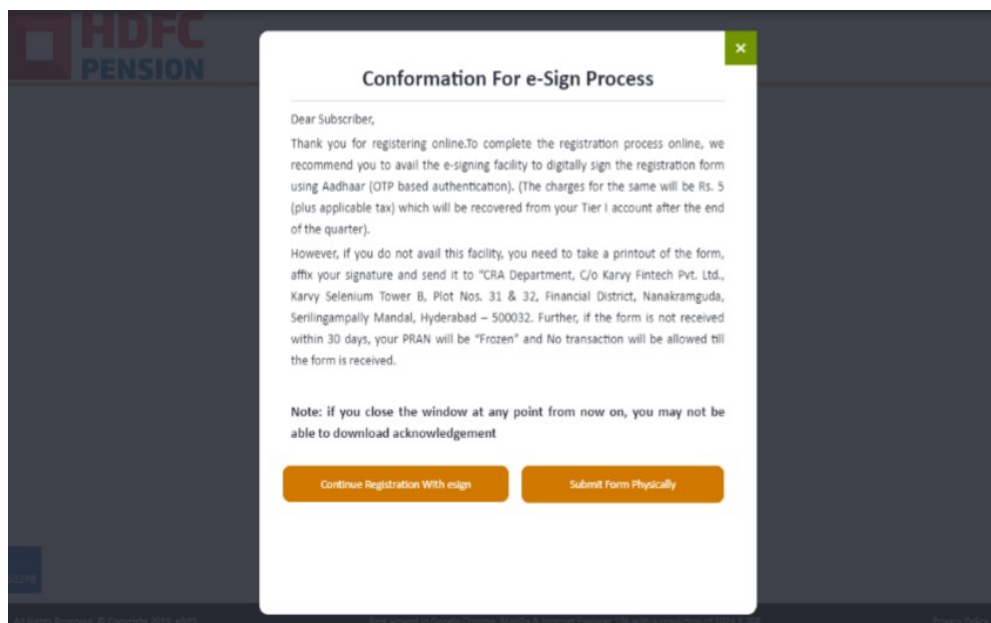 HDFC
PENSION
×
Conformation For e-Sign Process
Dear Subscriber,
Thank you for registering online.To complete the registration process online, we
recommend you to avail the e-signing facility to digitally sign the registration form
using Aadhaar (OTP based authentication). (The charges for the same will be Rs. 5
(plus applicable tax) which will be recovered from your Tier I account after the end
of the quarter).
However, if you do not avail this facility, you need to take a printout of the form,
affix your signature and send it to “CRA Department, C/o Karvy Fintech Pvt. Ltd.,
Karvy Selenium Tower B, Plot Nos. 31 & 32, Financial District, Nanakramguda,
Serilingampally Mandal, Hyderabad – 500032. Further, if the form is not received
within 30 days, your PRAN will be “Frozen” and No transaction will be allowed till
the form is received.
Note: if you close the window at any point from now on, you may not be
able to download acknowledgement
Continue Registration With esign
Submit Form Physically
Privacy Policy